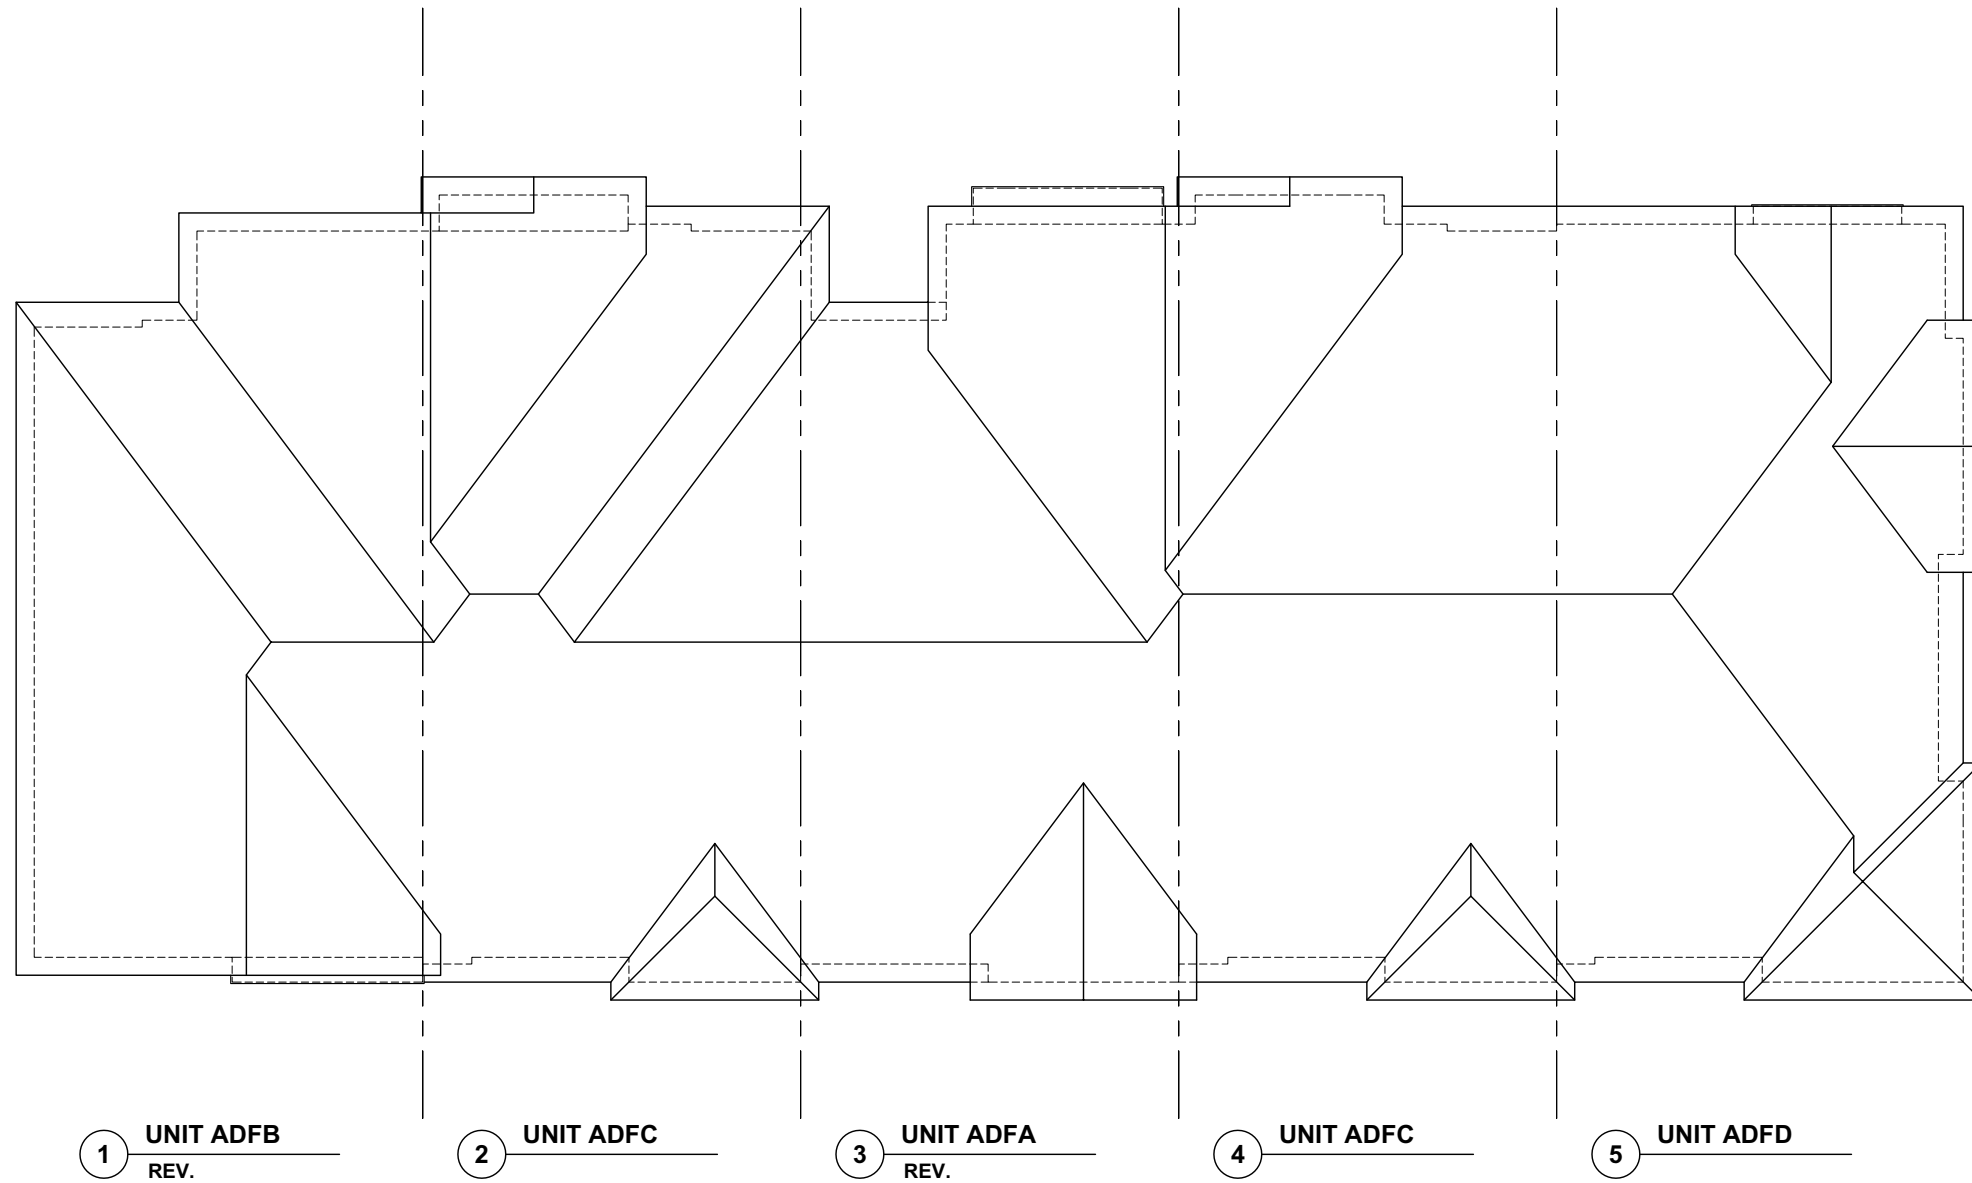 1 UNIT ADFB
REV.
2 UNIT ADFC
3 UNIT ADFA
REV.
4 UNIT ADFC
5 UNIT ADFD